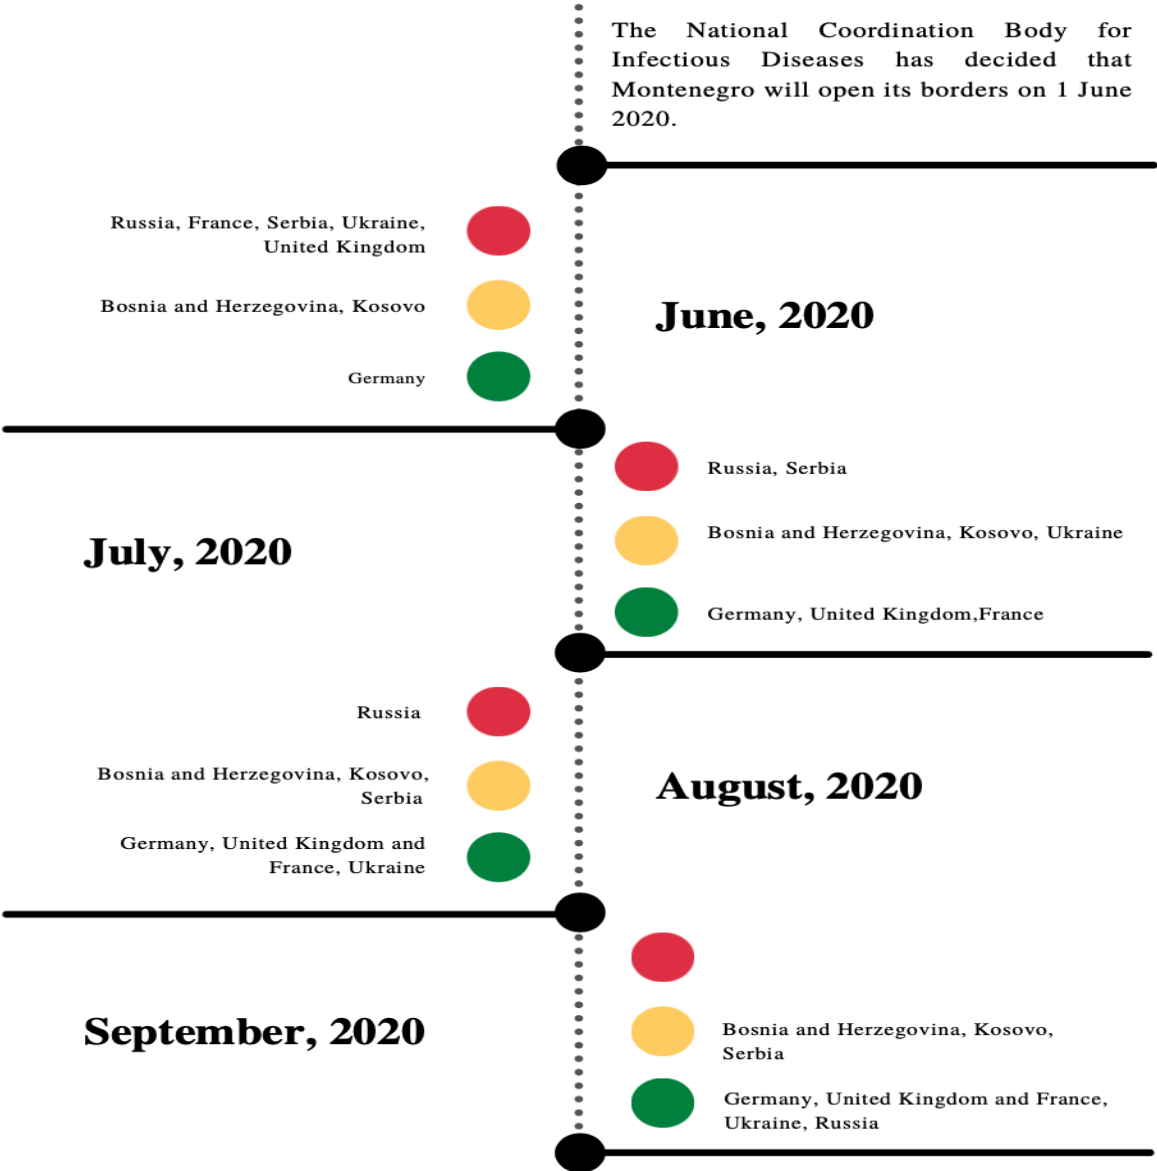 The National Coordination Body for
Infectious Diseases has decided that
Montenegro will open its borders on 1 June
2020.
Russia, France, Serbia, Ukraine,
United Kingdom
Bosnia and Herzegovina, Kosovo
Germany
June, 2020
July, 2020
Russia, Serbia
Bosnia and Herzegovina, Kosovo, Ukraine
Germany, United Kingdom,France
Russia
Bosnia and Herzegovina, Kosovo,
Serbia
Germany, United Kingdom and
France, Ukraine
August, 2020
September, 2020
Bosnia and Herzegovina, Kosovo,
Serbia
Germany, United Kingdom and France,
Ukraine, Russia